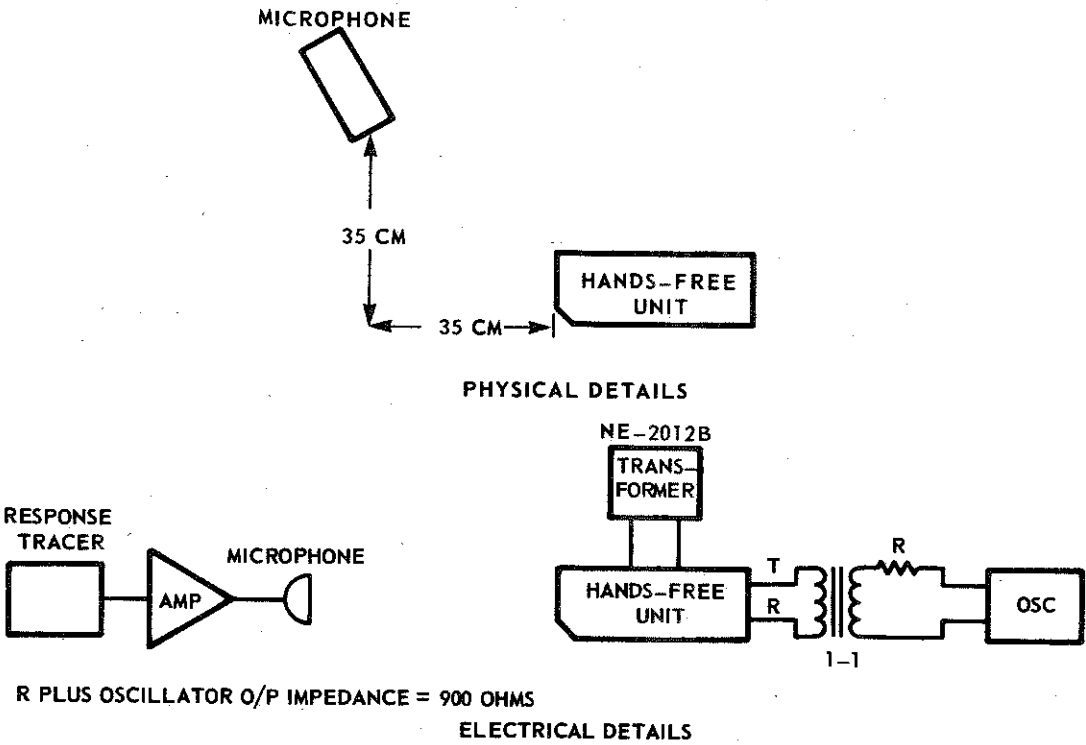 MICROPHONE
35 CM
HANDS-FREE
UNIT
35 CM
PHYSICAL DETAILS
NE-2012B
TRANS-
FORMER
RESPONSE
TRACER
MICROPHONE
AMP
HANDS-FREE
UNIT
T
R
R
OSC
1-1
R PLUS OSCILLATOR O/P IMPEDANCE = 900 OHMS
ELECTRICAL DETAILS